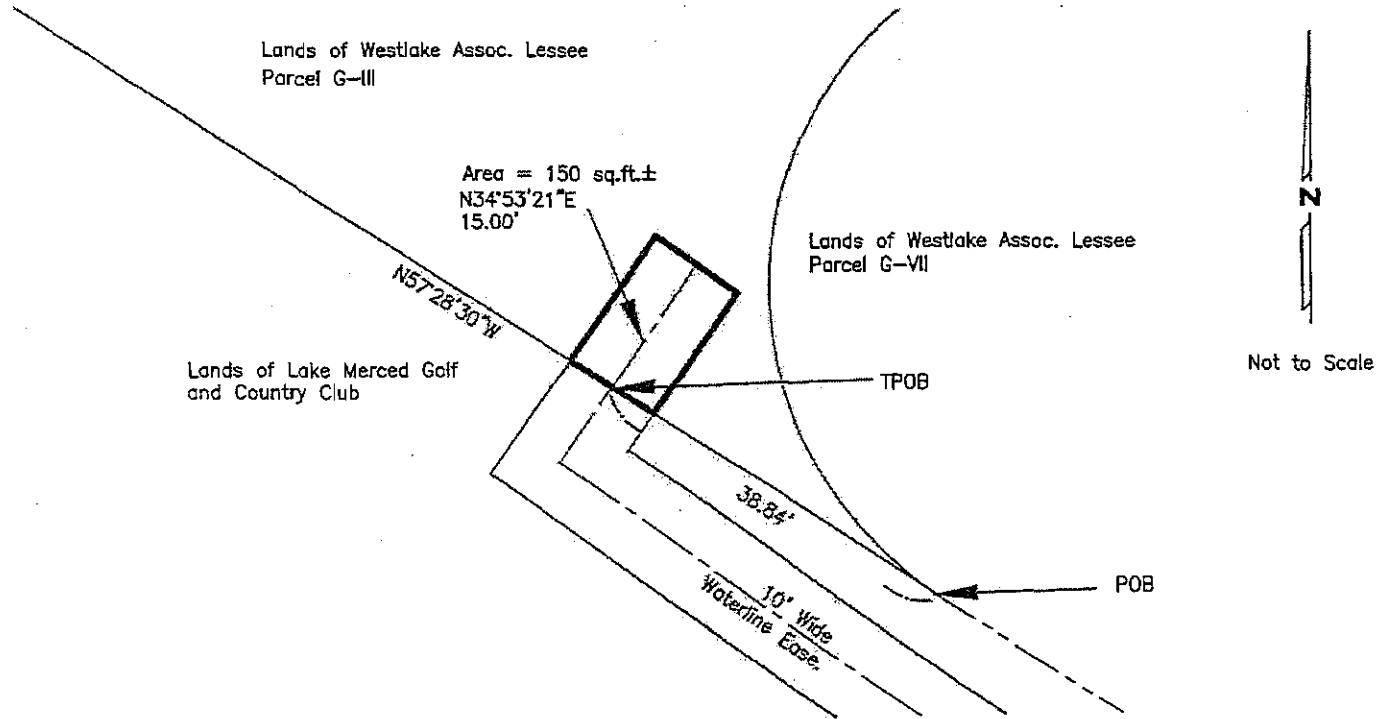 Lands of Westlake Assoc. Lessee
Parcel G-III
Area = 150 sq.ft.±
N34°53'21"E
15.00'
N57°28'30"W
Lands of Westlake Assoc. Lessee
Parcel G-VII
N
Not to Scale
Lands of Lake Merced Golf
and Country Club
TPOB
38.84'
POB
10' Wide
Waterline Ease.